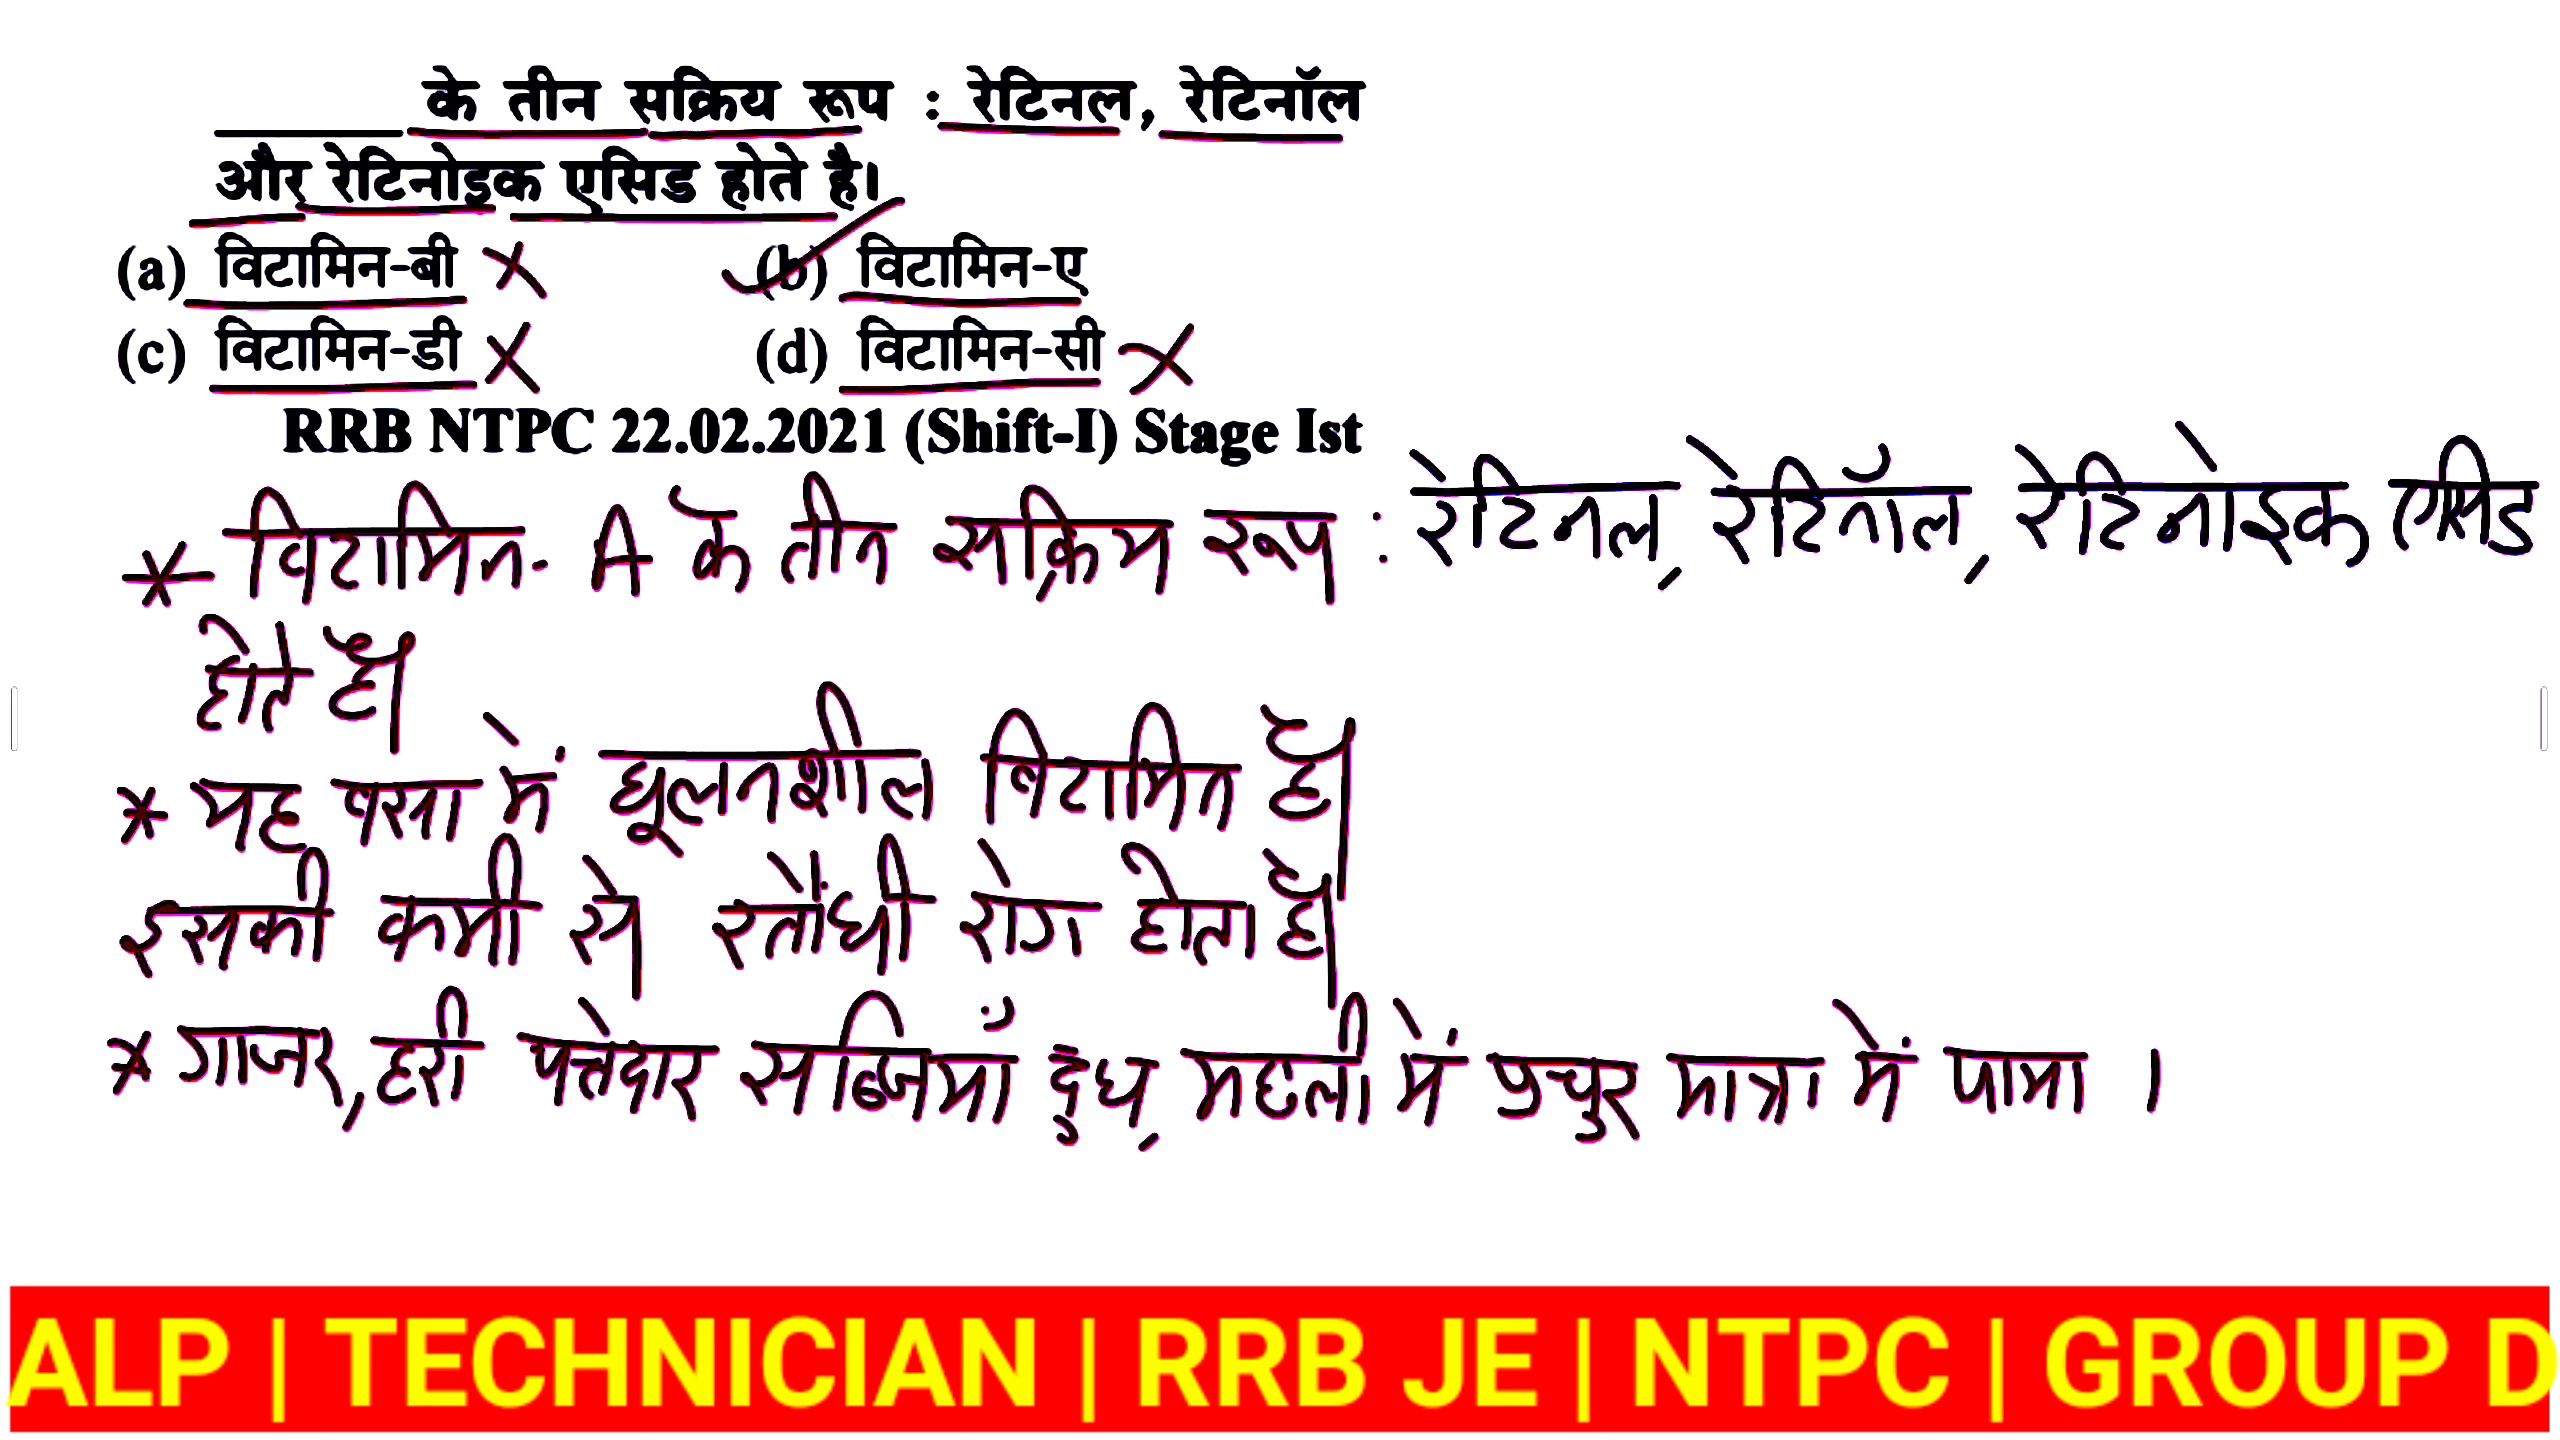 ______ के तीन सक्रिय रूप : रेटिनल, रेटिनॉल
और रेटिनोइक एसिड होते है।
(a) विटामिन-बी (b) विटामिन-ए
(c) विटामिन-डी (d) विटामिन-सी
RRB NTPC 22.02.2021 (Shift-I) Stage Ist
* विटामिन- A के तीन सक्रिय रूप : रेटिनल, रेटिनॉल, रेटिनोइक एसिड
होते है।
* यह वसा में घूलनशील विटामिन है।
इसकी कमी से रतौंधी रोग होता है।
* गाजर, हरी पत्तेदार सब्जियाँ दूध, मछली में प्रचुर मात्रा में पाया ।
ALP | TECHNICIAN | RRB JE | NTPC | GROUP D